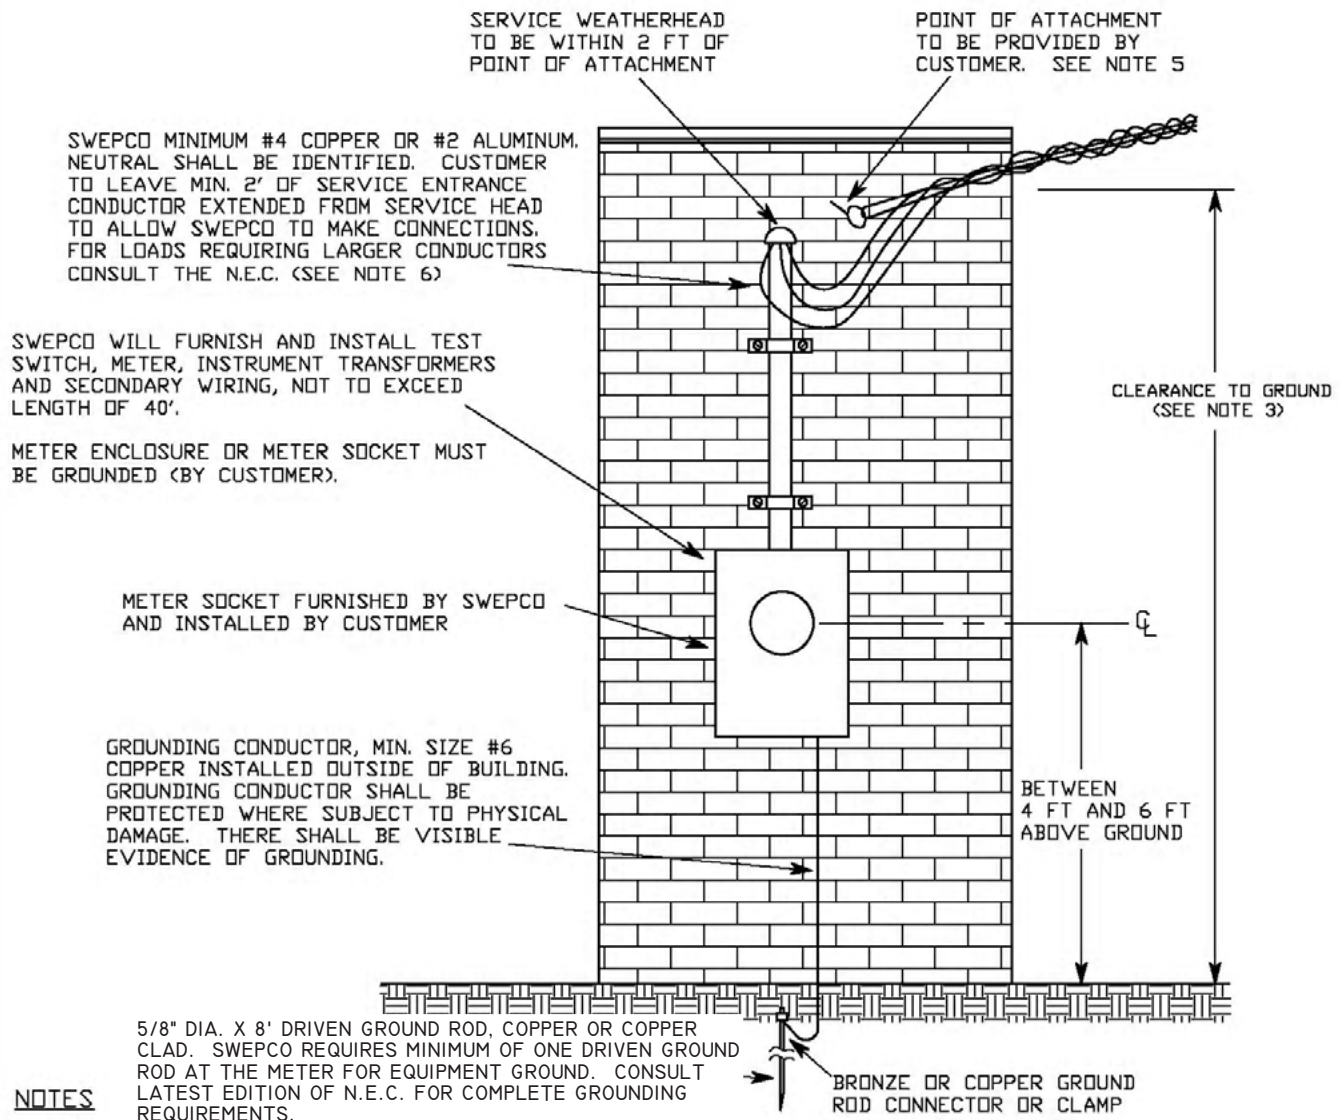 SERVICE WEATHERHEAD
TO BE WITHIN 2 FT OF
POINT OF ATTACHMENT
POINT OF ATTACHMENT
TO BE PROVIDED BY
CUSTOMER. SEE NOTE 5
SWEPCO MINIMUM #4 COPPER OR #2 ALUMINUM.
NEUTRAL SHALL BE IDENTIFIED. CUSTOMER
TO LEAVE MIN. 2' OF SERVICE ENTRANCE
CONDUCTOR EXTENDED FROM SERVICE HEAD
TO ALLOW SWEPCO TO MAKE CONNECTIONS.
FOR LOADS REQUIRING LARGER CONDUCTORS
CONSULT THE N.E.C. (SEE NOTE 6)
SWEPCO WILL FURNISH AND INSTALL TEST
SWITCH, METER, INSTRUMENT TRANSFORMERS
AND SECONDARY WIRING, NOT TO EXCEED
LENGTH OF 40'.
CLEARANCE TO GROUND
(SEE NOTE 3)
METER ENCLOSURE OR METER SOCKET MUST
BE GROUNDED (BY CUSTOMER).
METER SOCKET FURNISHED BY SWEPCO
AND INSTALLED BY CUSTOMER
CL
GROUNDING CONDUCTOR, MIN. SIZE #6
COPPER INSTALLED OUTSIDE OF BUILDING.
GROUNDING CONDUCTOR SHALL BE
PROTECTED WHERE SUBJECT TO PHYSICAL
DAMAGE. THERE SHALL BE VISIBLE
EVIDENCE OF GROUNDING.
BETWEEN
4 FT AND 6 FT
ABOVE GROUND
5/8" DIA. X 8' DRIVEN GROUND ROD, COPPER OR COPPER
CLAD. SWEPCO REQUIRES MINIMUM OF ONE DRIVEN GROUND
ROD AT THE METER FOR EQUIPMENT GROUND. CONSULT
LATEST EDITION OF N.E.C. FOR COMPLETE GROUNDING
REQUIREMENTS.
BRONZE OR COPPER GROUND
ROD CONNECTOR OR CLAMP
NOTES